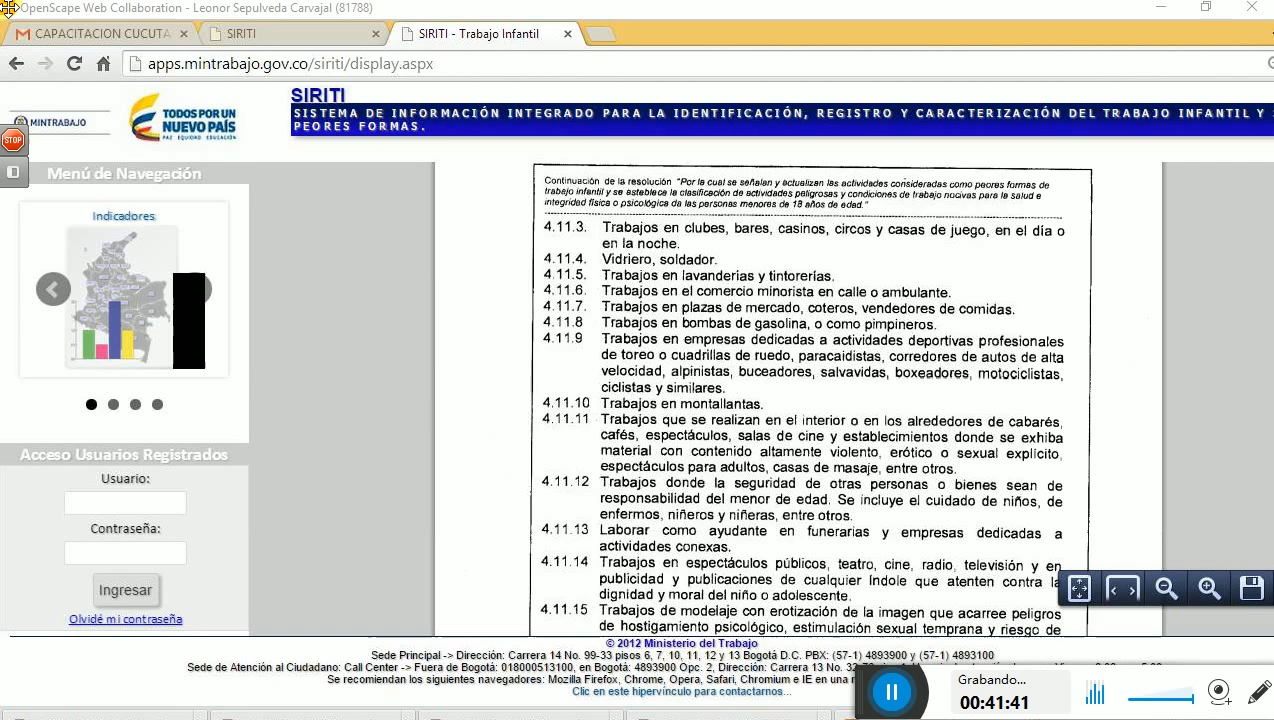 OpenScape Web Collaboration - Leonor Sepulveda Carvajal (81788)
CAPACITACION CUCUTA
SIRITI
SIRITI - Trabajo Infantil
apps.mintrabajo.gov.co/siriti/display.aspx
MINTRABAJO
TODOS POR UN
NUEVO PAÍS
PAZ EQUIDAD EDUCACIÓN
SIRITI
SISTEMA DE INFORMACIÓN INTEGRADO PARA LA IDENTIFICACIÓN, REGISTRO Y CARACTERIZACIÓN DEL TRABAJO INFANTIL Y
PEORES FORMAS.
STOP
Menú de Navegación
Indicadores
Acceso Usuarios Registrados
Usuario:
Contraseña:
Ingresar
Olvidé mi contraseña
Continuación de la resolución "Por la cual se señalan y actualizan las actividades consideradas como peores formas de
trabajo infantil y se establece la clasificación de actividades peligrosas y condiciones de trabajo nocivas para la salud e
integridad física o psicológica de las personas menores de 18 años de edad."
4.11.3. Trabajos en clubes, bares, casinos, circos y casas de juego, en el día o
en la noche.
4.11.4. Vidriero, soldador.
4.11.5. Trabajos en lavanderías y tintorerías.
4.11.6. Trabajos en el comercio minorista en calle o ambulante.
4.11.7. Trabajos en plazas de mercado, coteros, vendedores de comidas.
4.11.8 Trabajos en bombas de gasolina, o como pimpineros.
4.11.9 Trabajos en empresas dedicadas a actividades deportivas profesionales
de toreo o cuadrillas de ruedo, paracaidistas, corredores de autos de alta
velocidad, alpinistas, buceadores, salvavidas, boxeadores, motociclistas,
ciclistas y similares.
4.11.10 Trabajos en montallantas.
4.11.11 Trabajos que se realizan en el interior o en los alrededores de cabarés,
cafés, espectáculos, salas de cine y establecimientos donde se exhiba
material con contenido altamente violento, erótico o sexual explícito,
espectáculos para adultos, casas de masaje, entre otros.
4.11.12 Trabajos donde la seguridad de otras personas o bienes sean de
responsabilidad del menor de edad. Se incluye el cuidado de niños, de
enfermos, niñeros y niñeras, entre otros.
4.11.13 Laborar como ayudante en funerarias y empresas dedicadas a
actividades conexas.
4.11.14 Trabajos en espectáculos públicos, teatro, cine, radio, televisión y en
publicidad y publicaciones de cualquier índole que atenten contra la
dignidad y moral del niño o adolescente.
4.11.15 Trabajos de modelaje con erotización de la imagen que acarree peligros
de hostigamiento psicológico, estimulación sexual temprana y riesgo de
© 2012 Ministerio del Trabajo
Sede Principal -> Dirección: Carrera 14 No. 99-33 pisos 6, 7, 10, 11, 12 y 13 Bogotá D.C. PBX: (57-1) 4893900 y (57-1) 4893100
Sede de Atención al Ciudadano: Call Center -> Fuera de Bogotá: 018000513100, en Bogotá: 4893900 Opc. 2, Dirección: Carrera 13 No.
Se recomiendan los siguientes navegadores: Mozilla Firefox, Chrome, Opera, Safari, Chromium e IE en una
Clic en este hipervínculo para contactarnos...
Grabando...
00:41:41